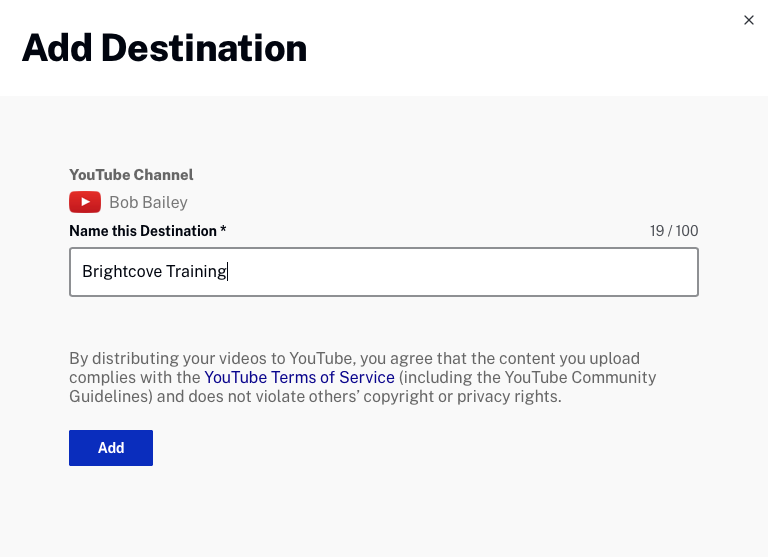 Add Destination
YouTube Channel
Bob Bailey
Name this Destination * 19 / 100
Brightcove Training
By distributing your videos to YouTube, you agree that the content you upload
complies with the YouTube Terms of Service (including the YouTube Community
Guidelines) and does not violate others’ copyright or privacy rights.
Add